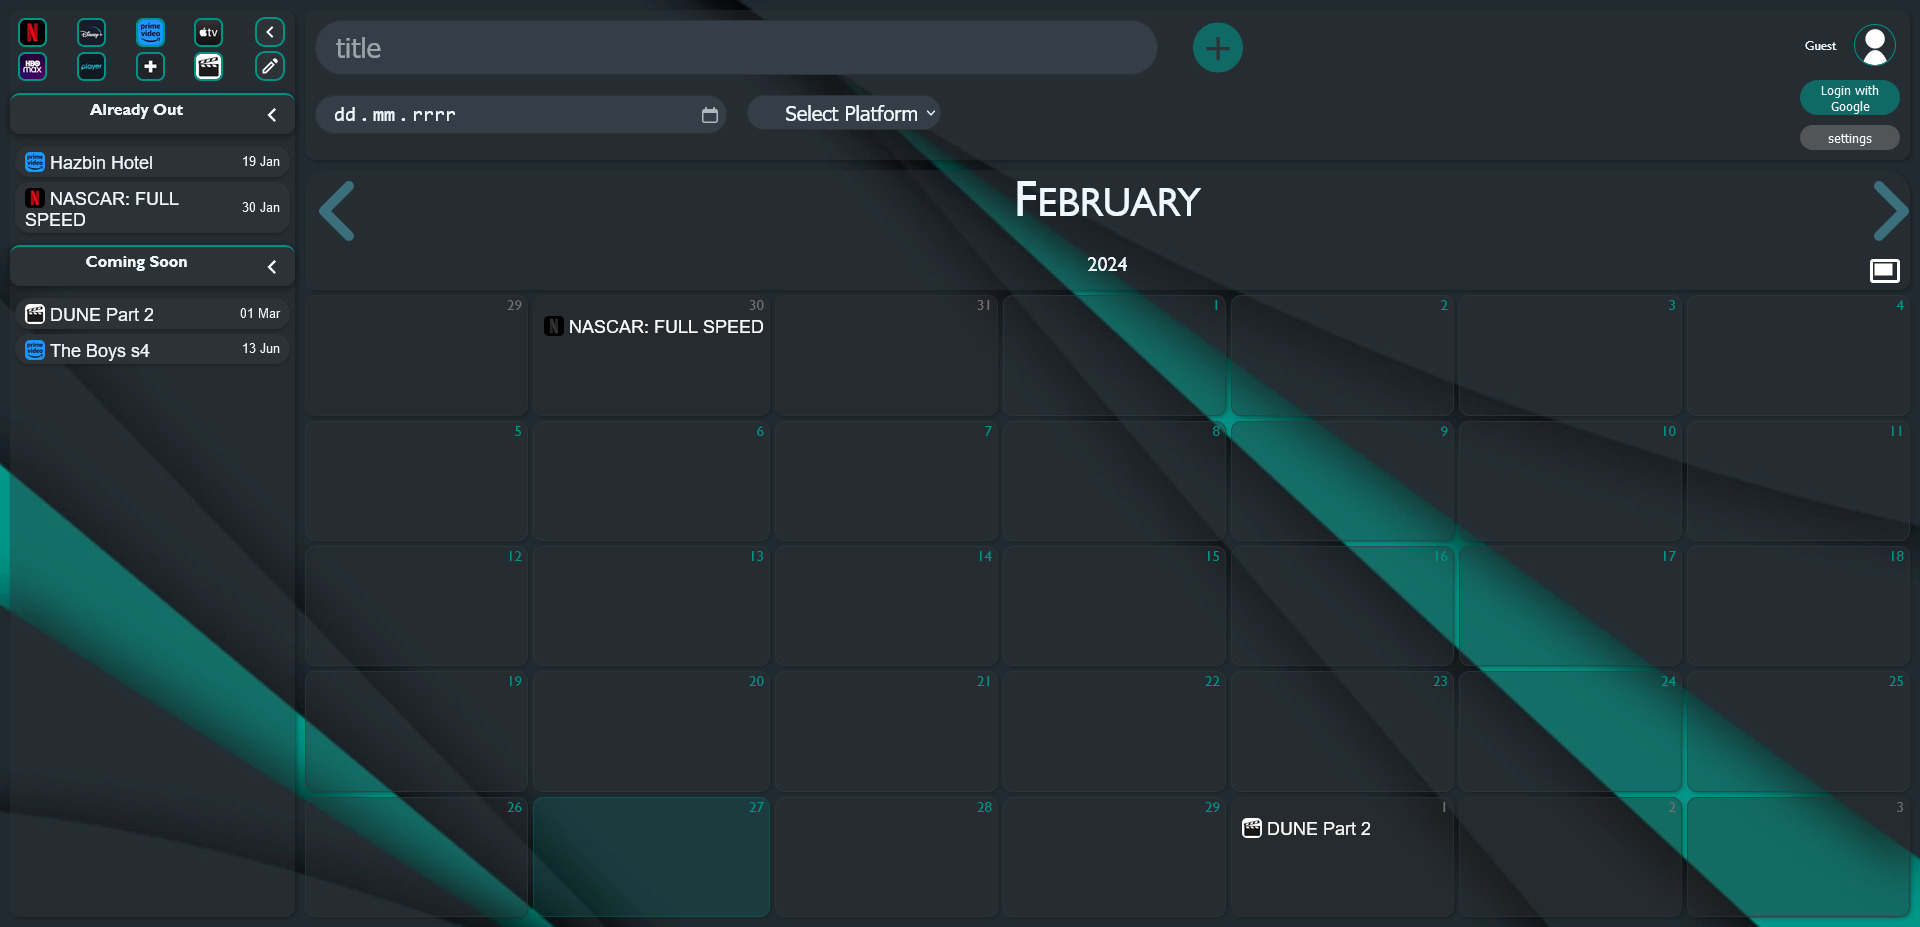 N
Disney+
prime video
tv
HBO max
player
Already Out
prime video
Hazbin Hotel
19 Jan
N
NASCAR: FULL SPEED
30 Jan
Coming Soon
DUNE Part 2
01 Mar
prime video
The Boys s4
13 Jun
title
dd.mm.rrrr
Select Platform
Guest
Login with
Google
settings
FEBRUARY
2024
29
30
N
NASCAR: FULL SPEED
31
1
2
3
4
5
6
7
8
9
10
11
12
13
14
15
16
17
18
19
20
21
22
23
24
25
26
27
28
29
1
DUNE Part 2
2
3